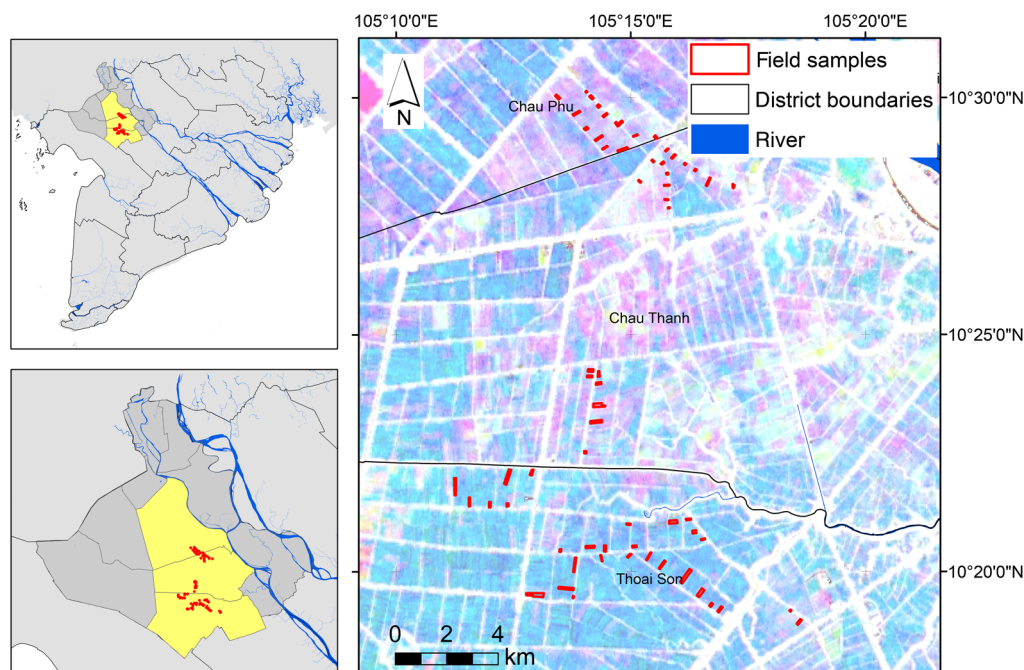 105°10'0"E 105°15'0"E 105°20'0"E
Field samples
District boundaries
River
N
Chau Phu
10°30'0"N
Chau Thanh
10°25'0"N
Thoai Son
10°20'0"N
0 2 4
km